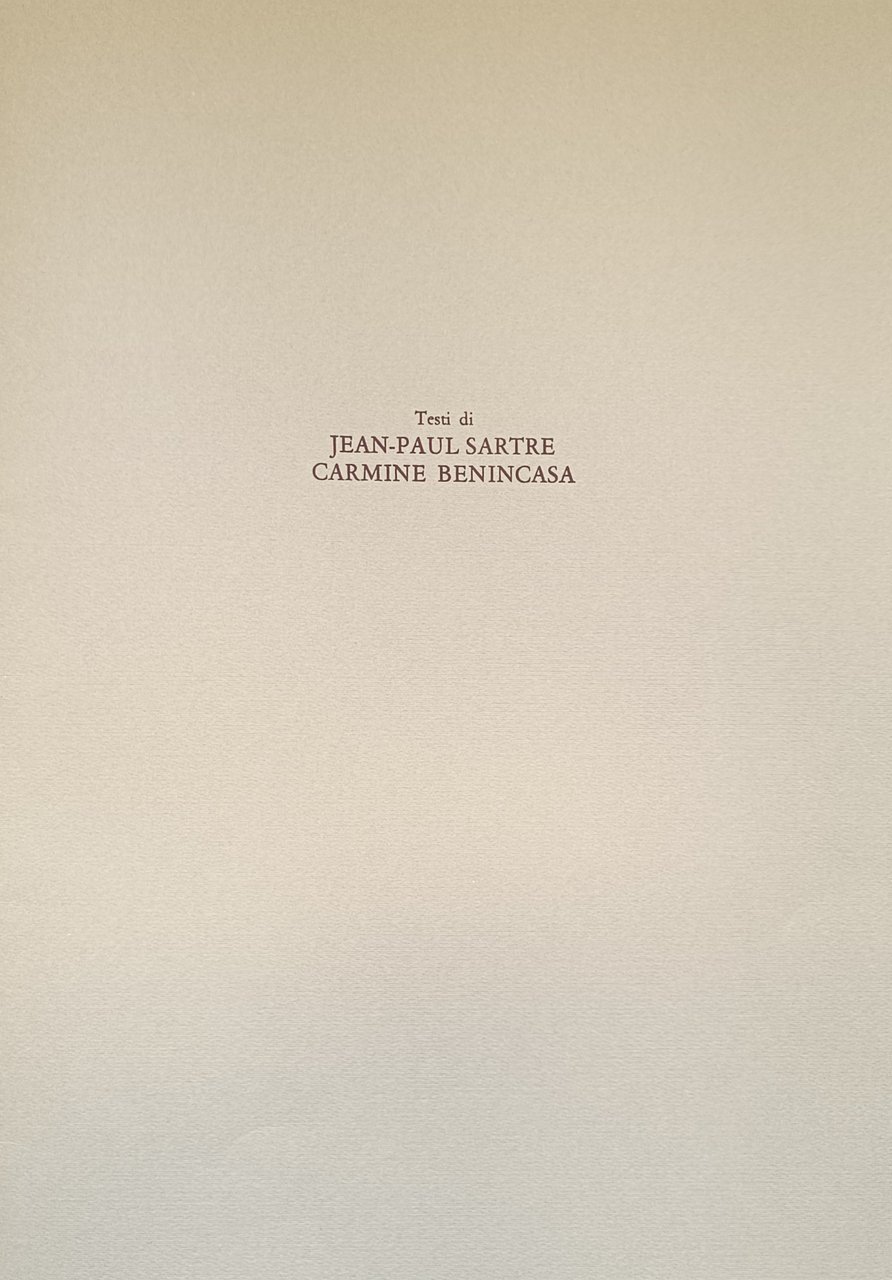 Testi di
JEAN-PAUL SARTRE
CARMINE BENINCASA